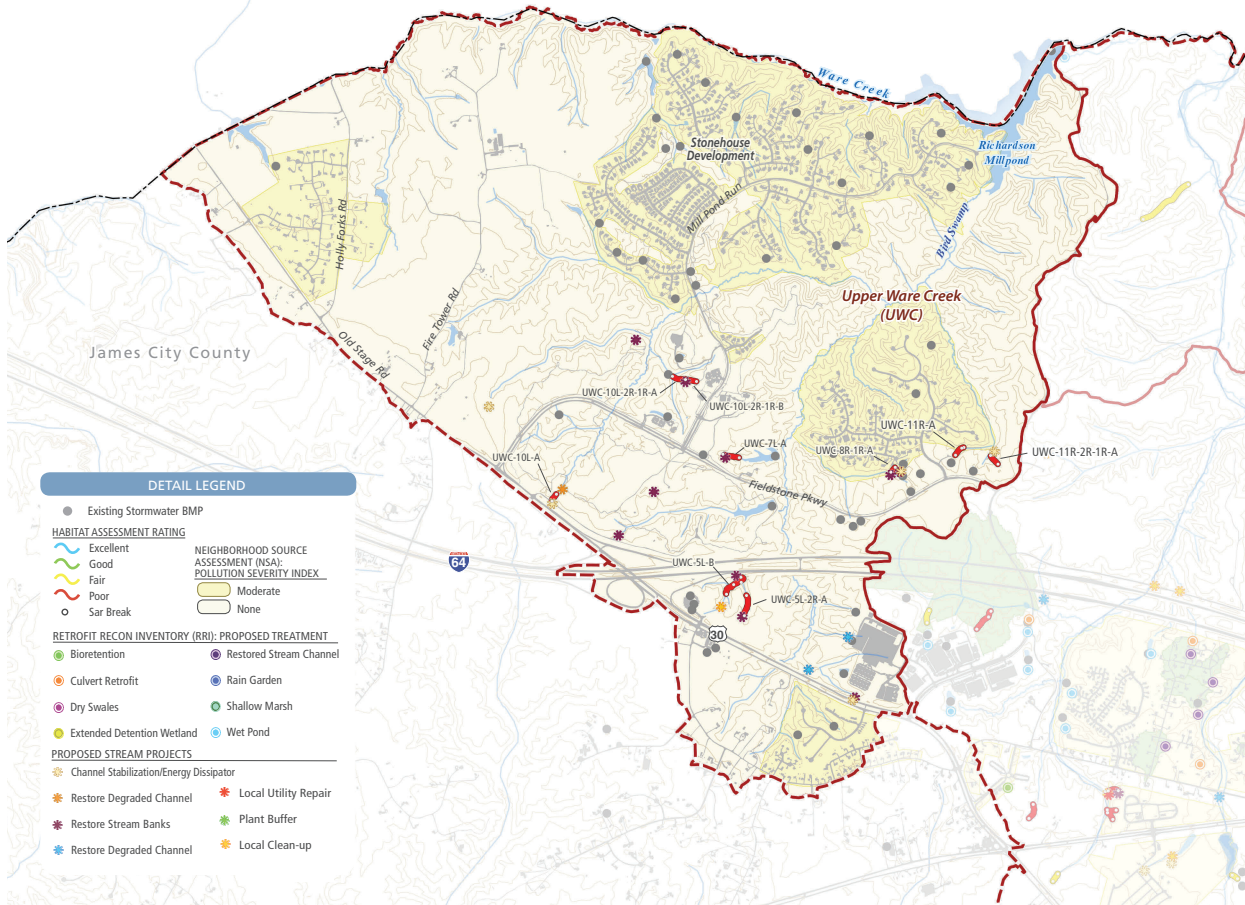 Ware Creek
Stonehouse
Development
Richardson
Millpond
Mill Pond Run
Bird Swamp
Holly Forks Rd
Upper Ware Creek
(UWC)
Fire Tower Rd
Old Stage Rd
James City County
UWC-10L-2R-1R-A
UWC-10L-2R-1R-B
UWC-11R-A
UWC-7L-A
UWC-8R-1R-A
UWC-11R-2R-1R-A
UWC-10L-A
Fieldstone Pkwy
64
UWC-5L-B
UWC-5L-2R-A
30
DETAIL LEGEND
Existing Stormwater BMP
HABITAT ASSESSMENT RATING
Excellent
Good
Fair
Poor
Sar Break
NEIGHBORHOOD SOURCE
ASSESSMENT (NSA):
POLLUTION SEVERITY INDEX
Moderate
None
RETROFIT RECON INVENTORY (RRI): PROPOSED TREATMENT
Bioretention
Restored Stream Channel
Culvert Retrofit
Rain Garden
Dry Swales
Shallow Marsh
Extended Detention Wetland
Wet Pond
PROPOSED STREAM PROJECTS
Channel Stabilization/Energy Dissipator
Restore Degraded Channel
Local Utility Repair
Restore Stream Banks
Plant Buffer
Restore Degraded Channel
Local Clean-up